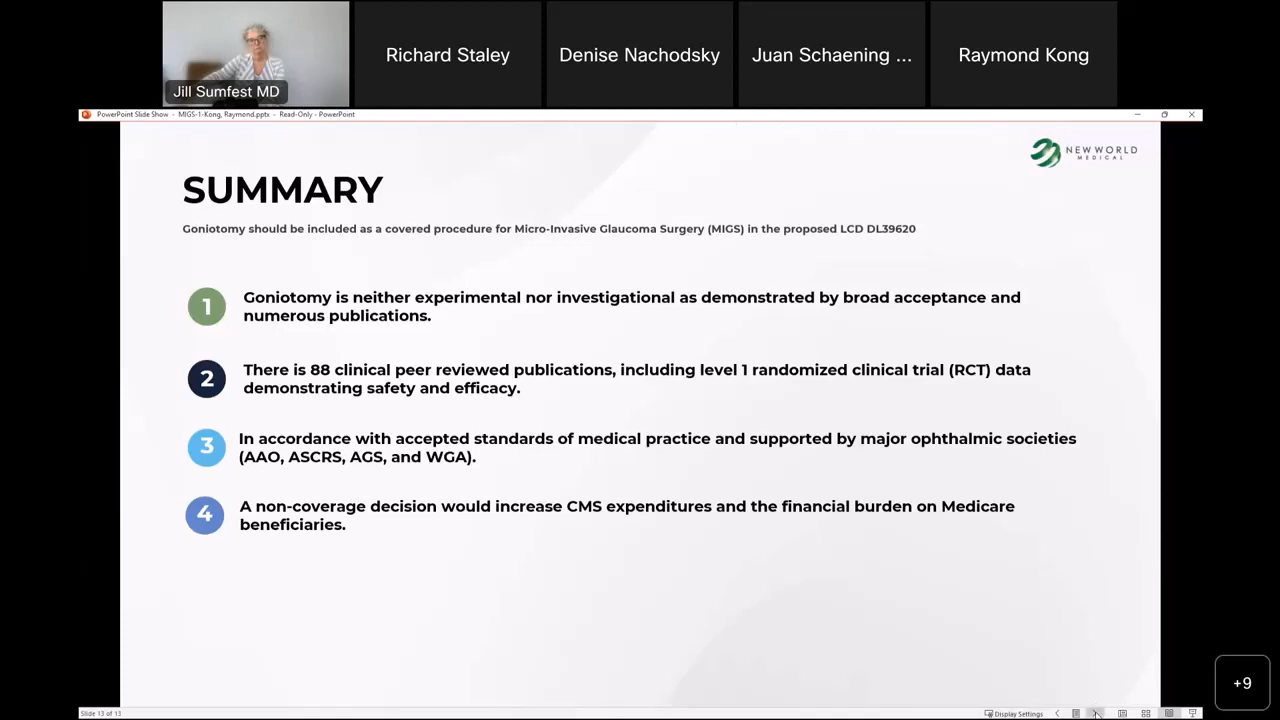 Jill Sumfest MD
Richard Staley
Denise Nachodsky
Juan Schaening ...
Raymond Kong
PowerPoint Slide Show - MIGS-1-Kong, Raymond.pptx - Read-Only - PowerPoint
NEW WORLD
MEDICAL
SUMMARY
Goniotomy should be included as a covered procedure for Micro-Invasive Glaucoma Surgery (MIGS) in the proposed LCD DL39620
1
Goniotomy is neither experimental nor investigational as demonstrated by broad acceptance and
numerous publications.
2
There is 88 clinical peer reviewed publications, including level 1 randomized clinical trial (RCT) data
demonstrating safety and efficacy.
3
In accordance with accepted standards of medical practice and supported by major ophthalmic societies
(AAO, ASCRS, AGS, and WGA).
4
A non-coverage decision would increase CMS expenditures and the financial burden on Medicare
beneficiaries.
+9
Slide 13 of 13
Display Settings